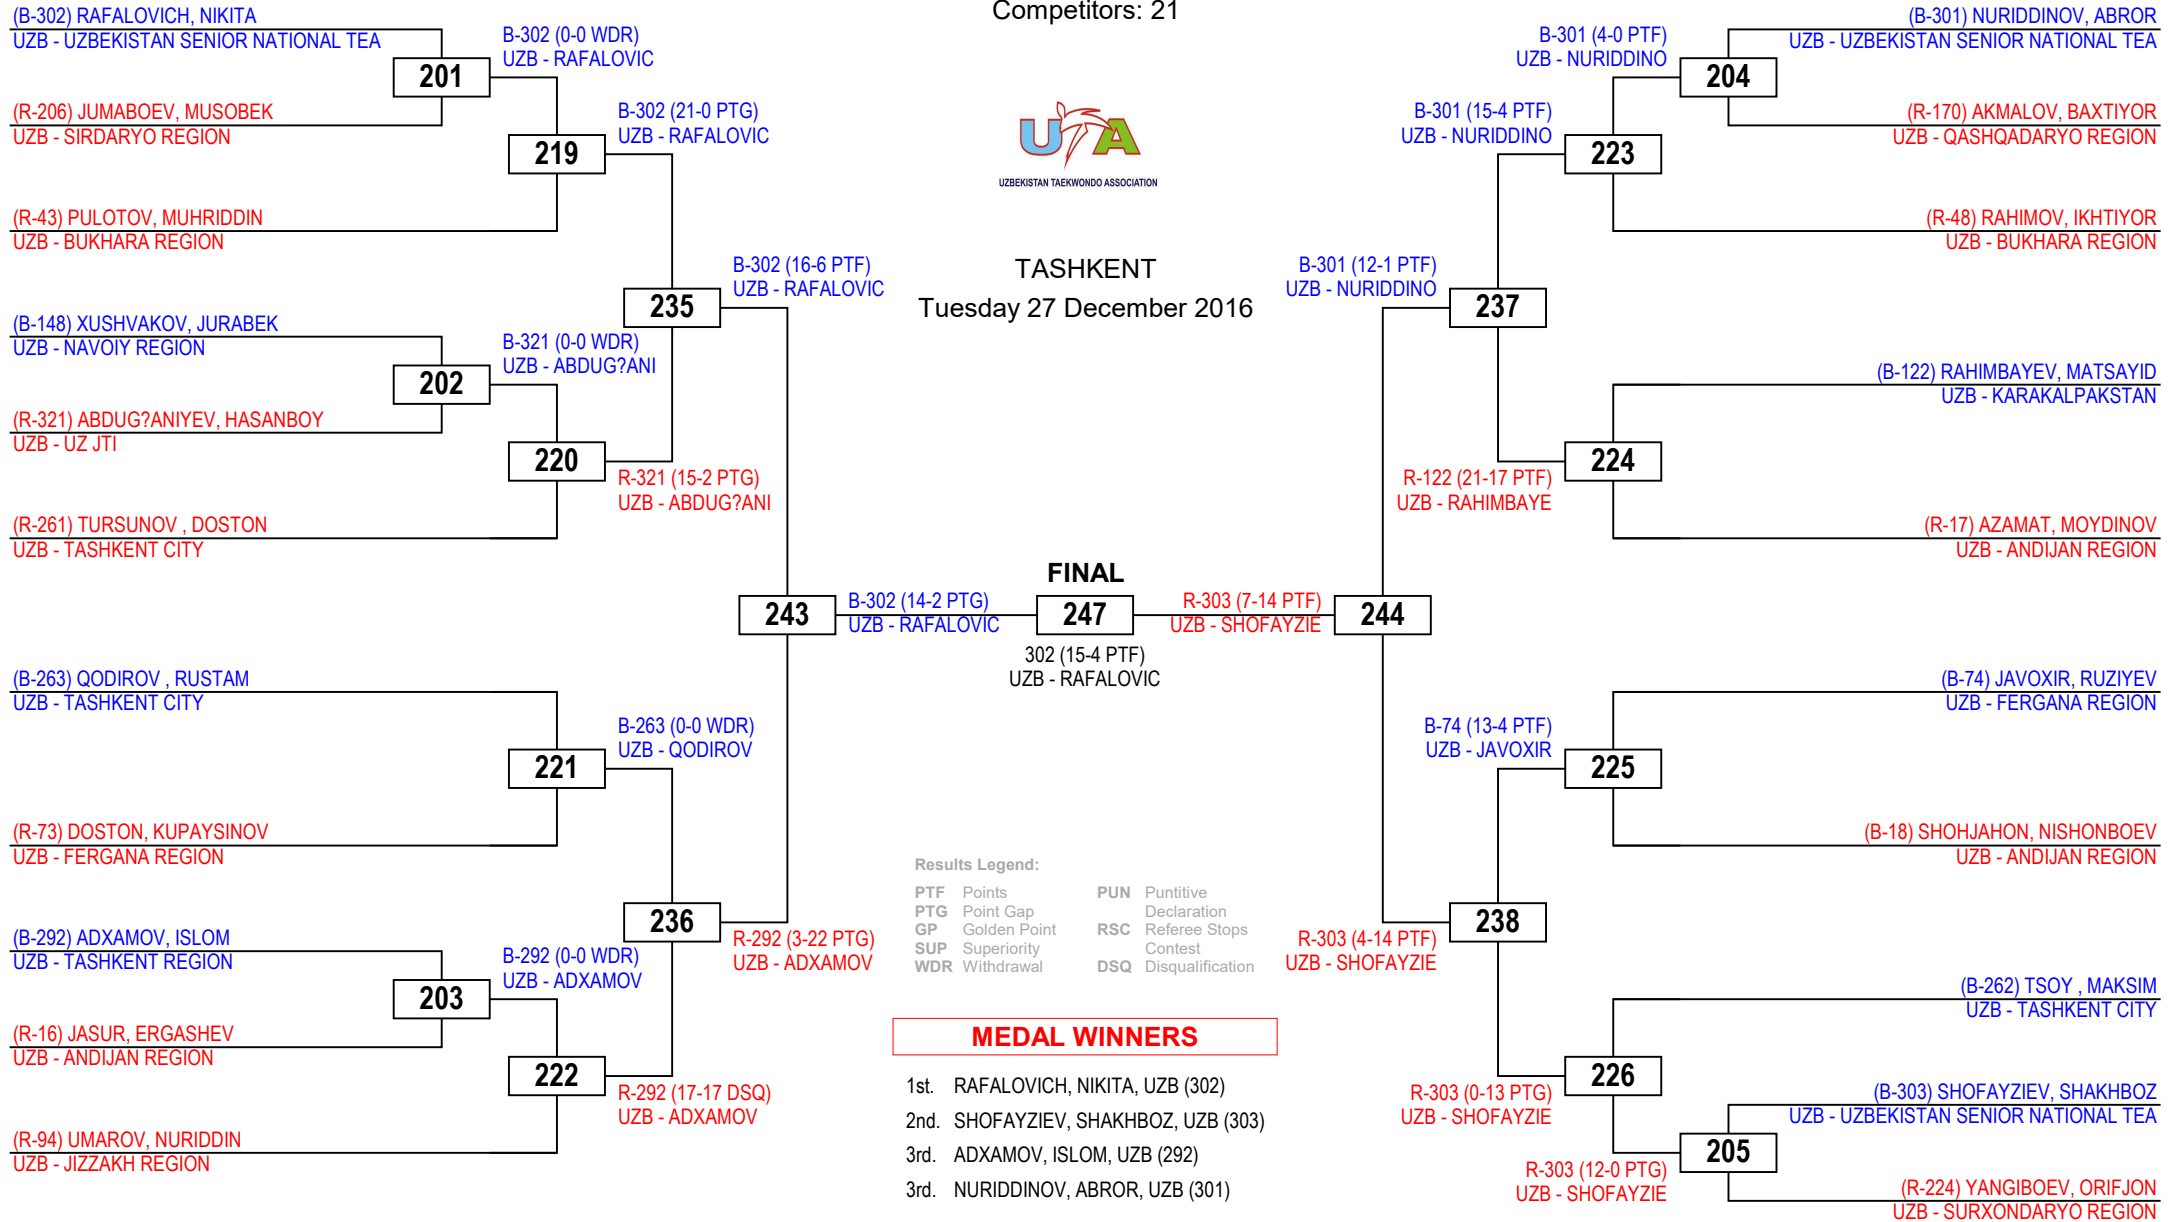 Competitors: 21
(B-302) RAFALOVICH, NIKITA
UZB - UZBEKISTAN SENIOR NATIONAL TEA
201
(R-206) JUMABOEV, MUSOBEK
UZB - SIRDARYO REGION
B-302 (0-0 WDR)
UZB - RAFALOVIC
219
(R-43) PULOTOV, MUHRIDDIN
UZB - BUKHARA REGION
B-302 (21-0 PTG)
UZB - RAFALOVIC
235
(B-148) XUSHVAKOV, JURABEK
UZB - NAVOIY REGION
202
(R-321) ABDUG?ANIYEV, HASANBOY
UZB - UZ JTI
B-321 (0-0 WDR)
UZB - ABDUG?ANI
220
(R-261) TURSUNOV , DOSTON
UZB - TASHKENT CITY
R-321 (15-2 PTG)
UZB - ABDUG?ANI
B-302 (16-6 PTF)
UZB - RAFALOVIC
243
(B-263) QODIROV , RUSTAM
UZB - TASHKENT CITY
221
(R-73) DOSTON, KUPAYSINOV
UZB - FERGANA REGION
B-263 (0-0 WDR)
UZB - QODIROV
236
(B-292) ADXAMOV, ISLOM
UZB - TASHKENT REGION
203
(R-16) JASUR, ERGASHEV
UZB - ANDIJAN REGION
B-292 (0-0 WDR)
UZB - ADXAMOV
222
(R-94) UMAROV, NURIDDIN
UZB - JIZZAKH REGION
R-292 (17-17 DSQ)
UZB - ADXAMOV
R-292 (3-22 PTG)
UZB - ADXAMOV
B-302 (14-2 PTG)
UZB - RAFALOVIC
UTA
UZBEKISTAN TAEKWONDO ASSOCIATION
TASHKENT
Tuesday 27 December 2016
FINAL
247
302 (15-4 PTF)
UZB - RAFALOVIC
R-303 (7-14 PTF)
UZB - SHOFAYZIE
244
B-301 (12-1 PTF)
UZB - NURIDDINO
237
B-301 (15-4 PTF)
UZB - NURIDDINO
223
B-301 (4-0 PTF)
UZB - NURIDDINO
204
(B-301) NURIDDINOV, ABROR
UZB - UZBEKISTAN SENIOR NATIONAL TEA
(R-170) AKMALOV, BAXTIYOR
UZB - QASHQADARYO REGION
(R-48) RAHIMOV, IKHTIYOR
UZB - BUKHARA REGION
(B-122) RAHIMBAYEV, MATSAYID
UZB - KARAKALPAKSTAN
224
R-122 (21-17 PTF)
UZB - RAHIMBAYE
(R-17) AZAMAT, MOYDINOV
UZB - ANDIJAN REGION
(B-74) JAVOXIR, RUZIYEV
UZB - FERGANA REGION
B-74 (13-4 PTF)
UZB - JAVOXIR
225
(B-18) SHOHJAHON, NISHONBOEV
UZB - ANDIJAN REGION
238
R-303 (4-14 PTF)
UZB - SHOFAYZIE
(B-262) TSOY , MAKSIM
UZB - TASHKENT CITY
226
R-303 (0-13 PTG)
UZB - SHOFAYZIE
(B-303) SHOFAYZIEV, SHAKHBOZ
UZB - UZBEKISTAN SENIOR NATIONAL TEA
205
R-303 (12-0 PTG)
UZB - SHOFAYZIE
(R-224) YANGIBOEV, ORIFJON
UZB - SURXONDARYO REGION
Results Legend:
PTF Points
PTG Point Gap
GP Golden Point
SUP Superiority
WDR Withdrawal
PUN Puntitive
Declaration
RSC Referee Stops
Contest
DSQ Disqualification
MEDAL WINNERS
1st. RAFALOVICH, NIKITA, UZB (302)
2nd. SHOFAYZIEV, SHAKHBOZ, UZB (303)
3rd. ADXAMOV, ISLOM, UZB (292)
3rd. NURIDDINOV, ABROR, UZB (301)